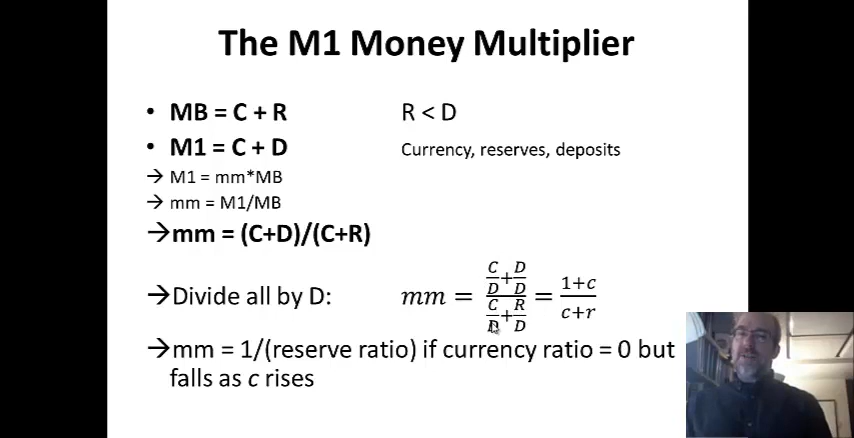 The M1 Money Multiplier
• MB = C + R R < D
• M1 = C + D Currency, reserves, deposits
→ M1 = mm*MB
→ mm = M1/MB
→mm = (C+D)/(C+R)
→Divide all by D: mm = (C/D+D/D)/(C/D+R/D) = (1+c)/(c+r)
→mm = 1/(reserve ratio) if currency ratio = 0 but
falls as c rises